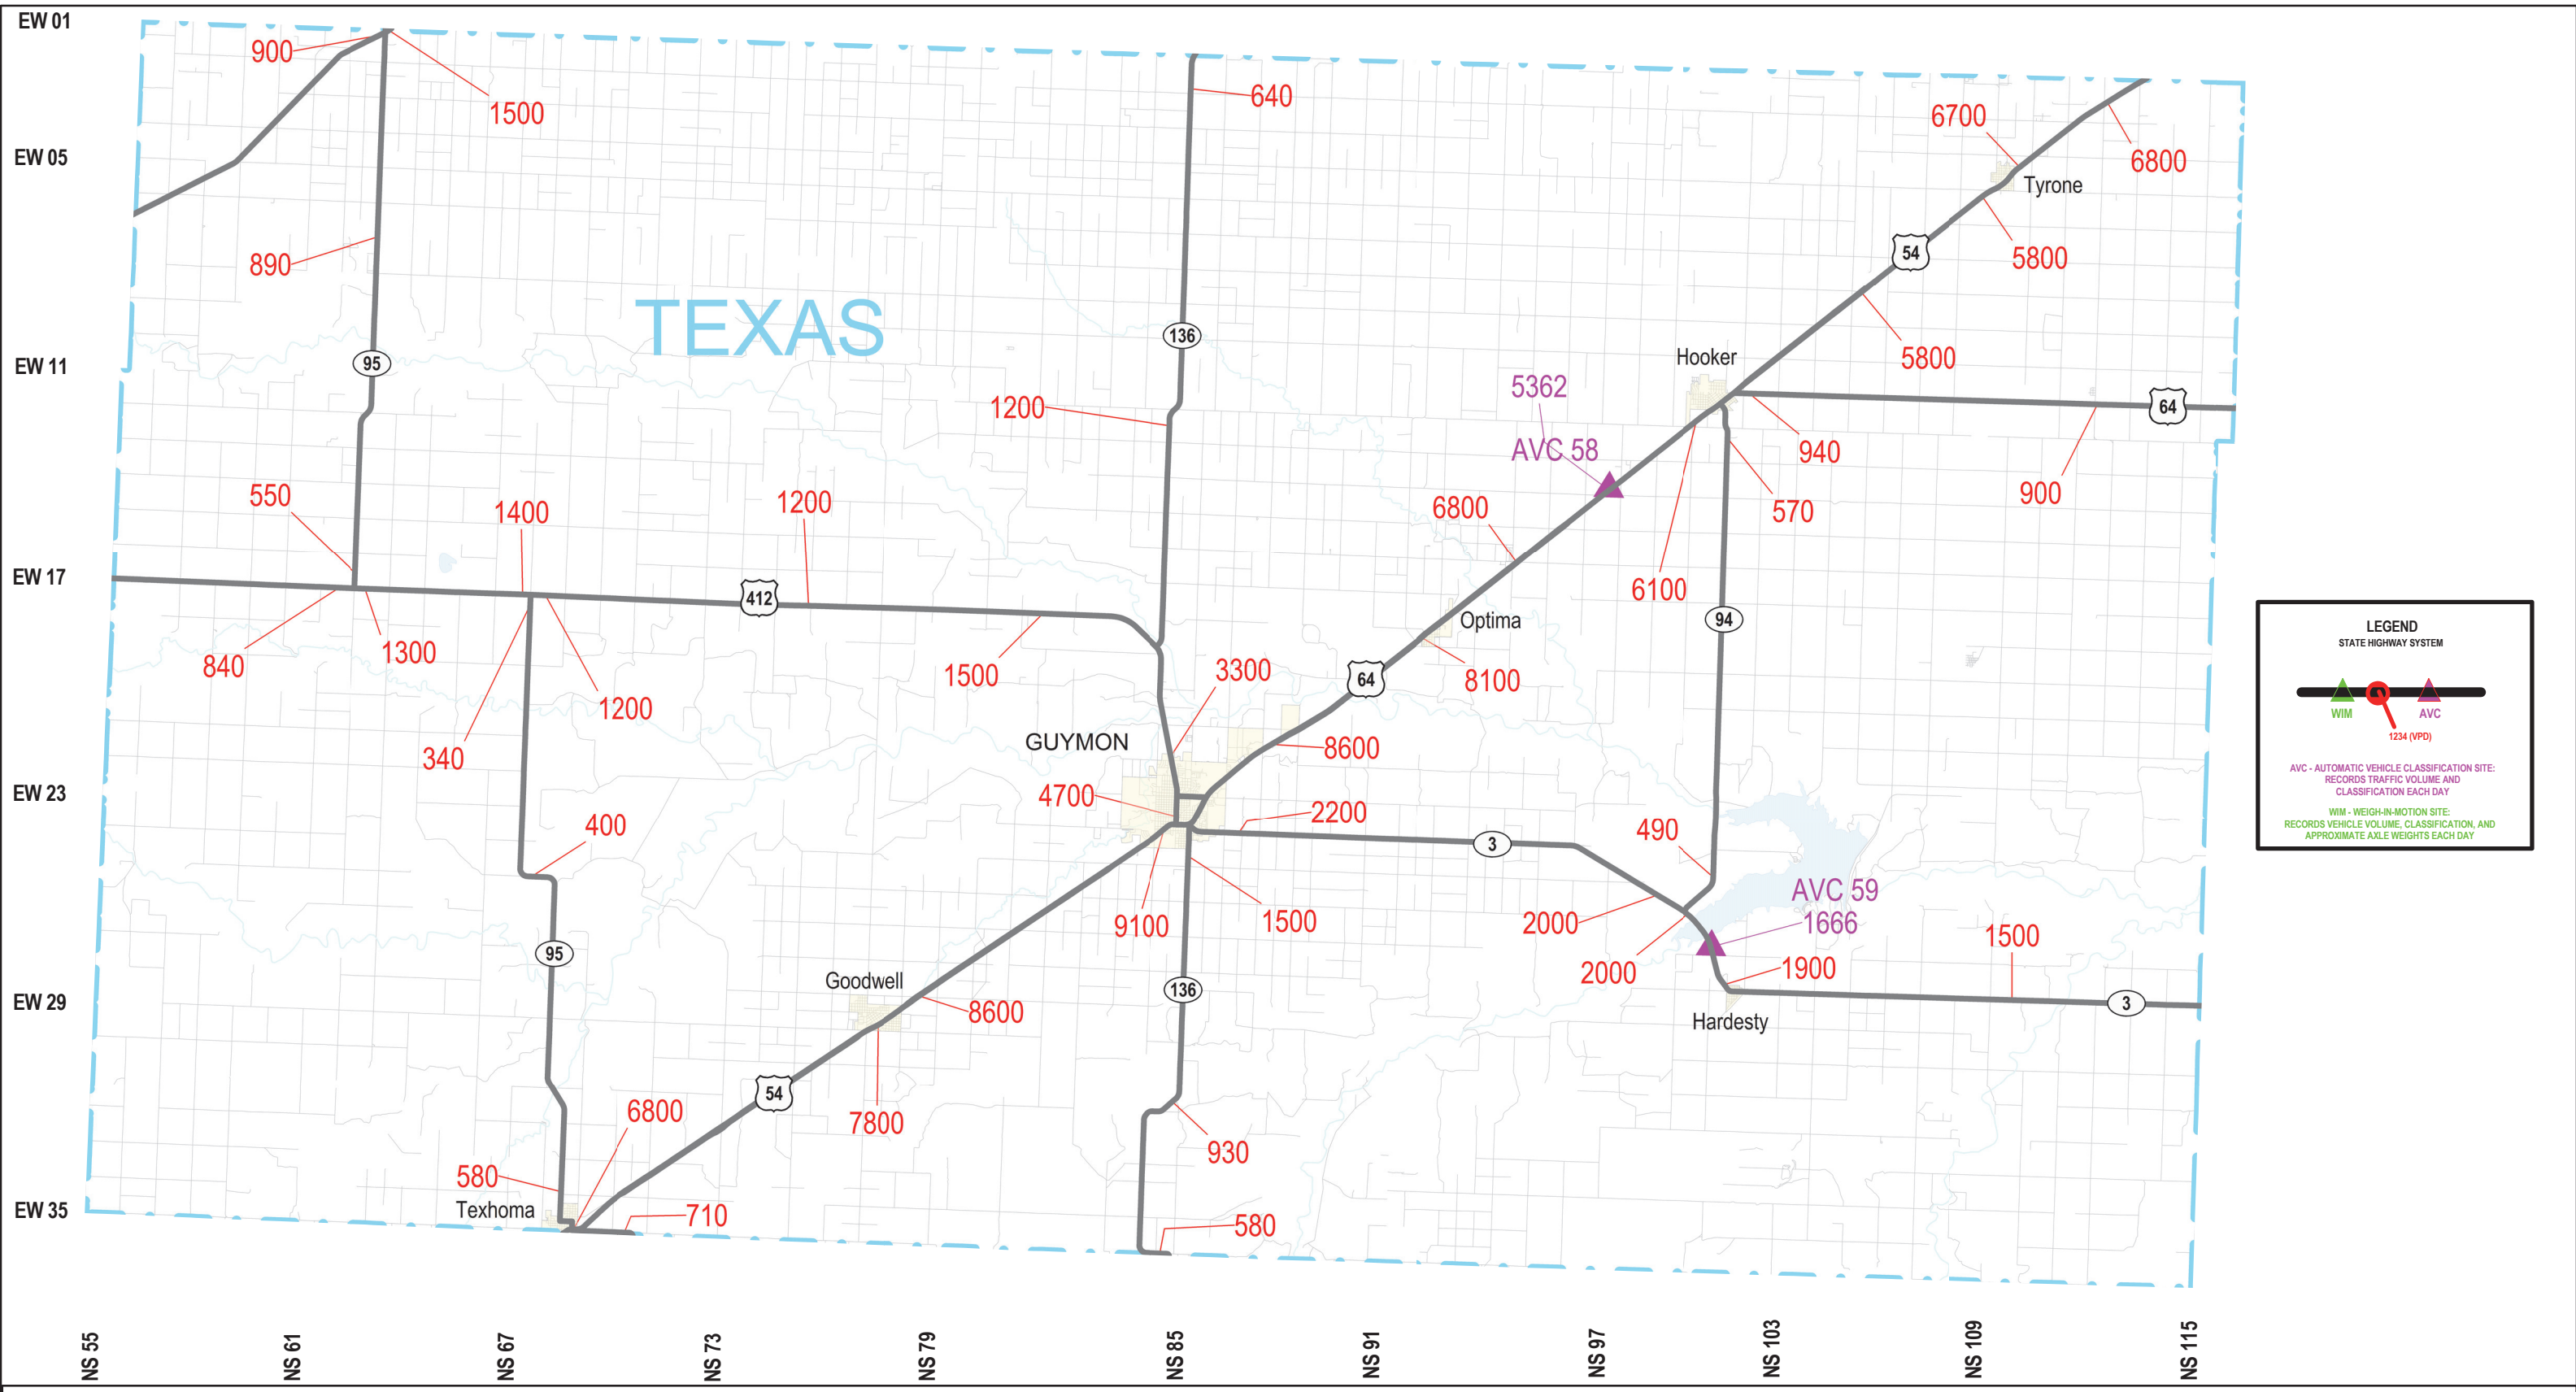 EW 01
900
1500
640
6700
6800
EW 05
Tyrone
54
5800
890
TEXAS
136
Hooker
5800
EW 11
95
5362
1200
64
AVC 58
940
550
1400
1200
6800
570
900
EW 17
412
6100
Optima
94
840
1300
1500
3300
64
8100
1200
340
GUYMON
8600
EW 23
4700
2200
400
3
490
9100
1500
2000
AVC 59
1666
95
Goodwell
136
2000
1900
1500
EW 29
8600
Hardesty
3
54
6800
7800
930
580
EW 35
Texhoma
710
580
NS 55
NS 61
NS 67
NS 73
NS 79
NS 85
NS 91
NS 97
NS 103
NS 109
NS 115
LEGEND
STATE HIGHWAY SYSTEM
WIM
AVC
1234 (VPD)
AVC - AUTOMATIC VEHICLE CLASSIFICATION SITE:
RECORDS TRAFFIC VOLUME AND
CLASSIFICATION EACH DAY
WIM - WEIGH-IN-MOTION SITE:
RECORDS VEHICLE VOLUME, CLASSIFICATION, AND
APPROXIMATE AXLE WEIGHTS EACH DAY